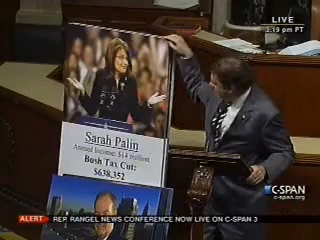 LIVE
3:19 pm PT
Sarah Palin
Annual Income: $14 million
Bush Tax Cut:
$638,352
C-SPAN
c-span.org
ALERT
REP. RANGEL NEWS CONFERENCE NOW LIVE ON C-SPAN 3